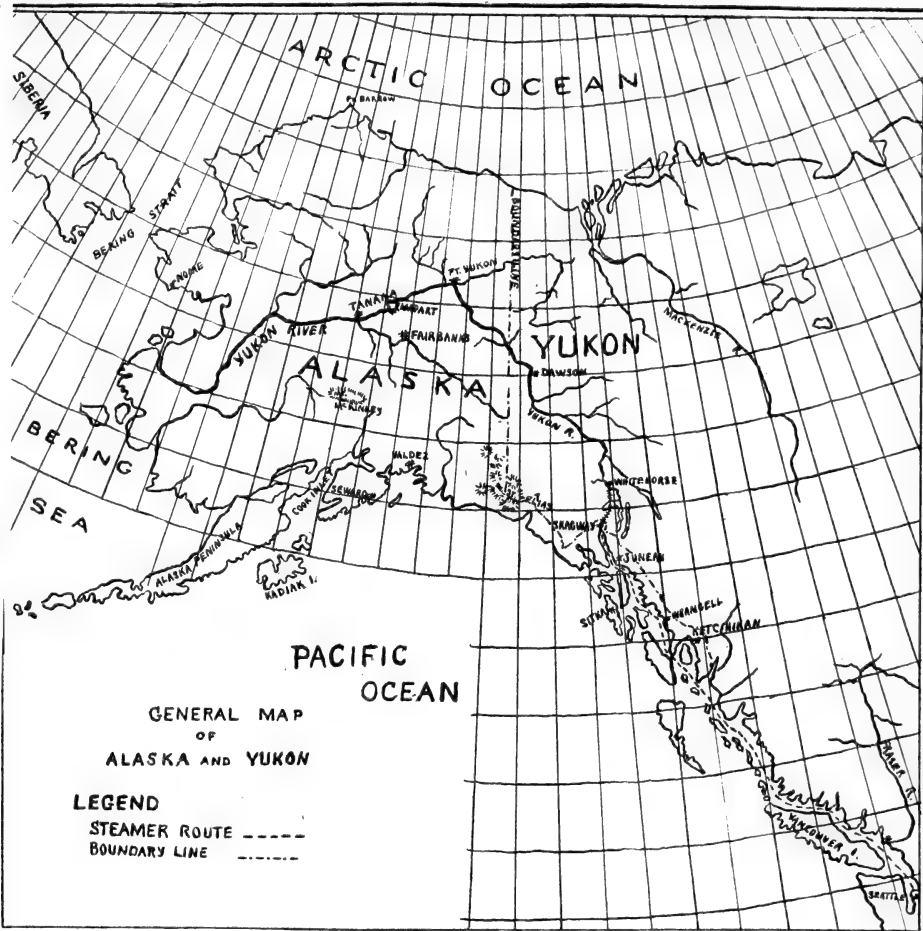 ARCTIC OCEAN
SIBERIA
PT. BARROW
BERING STRAIT
BOUNDARY LINE
NOME
FT. YUKON
TANANA
RAMPART
MACKENZIE R.
YUKON RIVER
FAIRBANKS
YUKON
ALASKA
DAWSON
MCKINLEY
YUKON R.
BERING
SEA
VALDEZ
WHITEHORSE
SEWARD
COOK INLET
SKAGWAY
ALASKA PENINSULA
JUNEAU
KADIAK I.
SITKA
WRANGELL
KETCHIKAN
PACIFIC
OCEAN
GENERAL MAP
OF
ALASKA AND YUKON
FRASER R.
LEGEND
STEAMER ROUTE
BOUNDARY LINE
VANCOUVER I.
SEATTLE